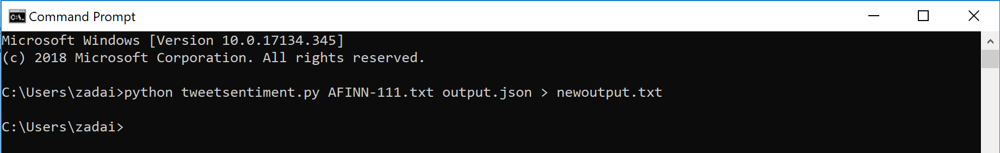 Command Prompt
Microsoft Windows [Version 10.0.17134.345]
(c) 2018 Microsoft Corporation. All rights reserved.
C:\Users\zadai>python tweetsentiment.py AFINN-111.txt output.json > newoutput.txt
C:\Users\zadai>